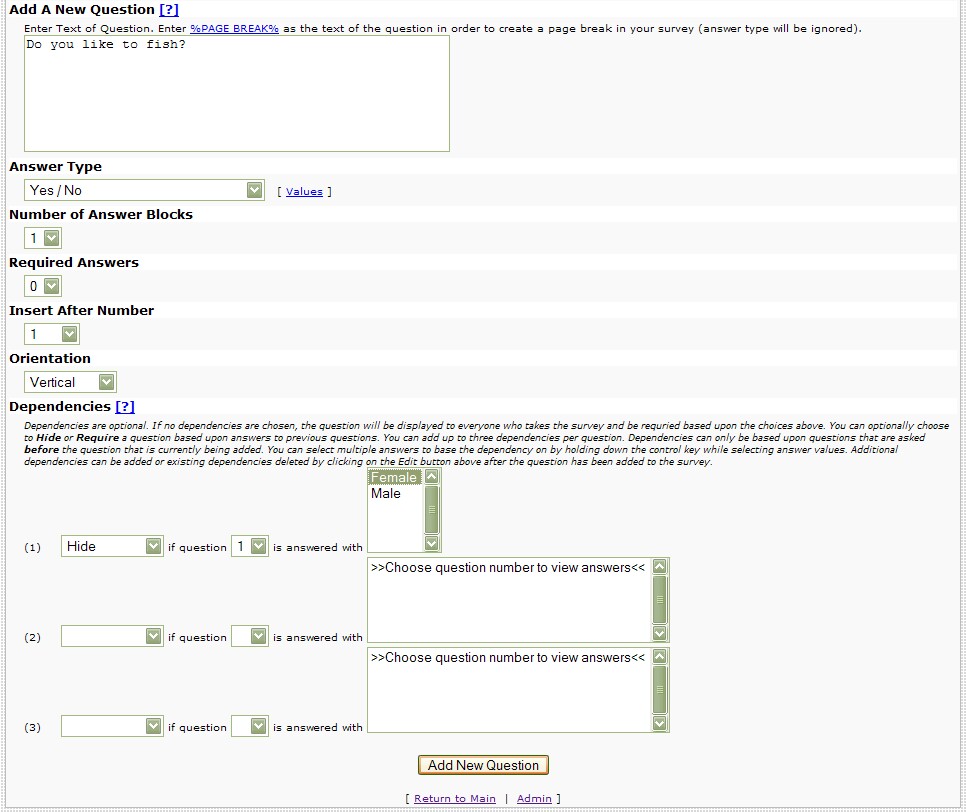 Add A New Question [?]
Enter Text of Question. Enter %PAGE BREAK% as the text of the question in order to create a page break in your survey (answer type will be ignored).
Do you like to fish?
Answer Type
Yes / No [ Values ]
Number of Answer Blocks
1
Required Answers
0
Insert After Number
1
Orientation
Vertical
Dependencies [?]
Dependencies are optional. If no dependencies are chosen, the question will be displayed to everyone who takes the survey and be requried based upon the choices above. You can optionally choose
to Hide or Require a question based upon answers to previous questions. You can add up to three dependencies per question. Dependencies can only be based upon questions that are asked
before the question that is currently being added. You can select multiple answers to base the dependency on by holding down the control key while selecting answer values. Additional
dependencies can be added or existing dependencies deleted by clicking on the Edit button above after the question has been added to the survey.
Female
Male
(1) Hide if question 1 is answered with
>>Choose question number to view answers<<
(2) if question is answered with
>>Choose question number to view answers<<
(3) if question is answered with
Add New Question
[ Return to Main | Admin ]